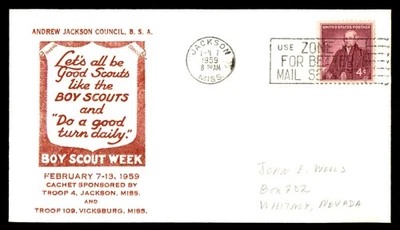 ANDREW JACKSON COUNCIL, B. S. A.
Let's all be
Good Scouts
like the
BOY SCOUTS
and
"Do a good
turn daily."
BOY SCOUT WEEK
FEBRUARY 7-13, 1959
CACHET SPONSORED BY
TROOP 4, JACKSON, MISS.
AND
TROOP 109, VICKSBURG, MISS.
JACKSON
1959
MISS.
USE ZONE
FOR
MAIL
UNITED STATES POSTAGE
4¢
JOHN E. WELLS
BOX 702
WHITNEY, NEVADA